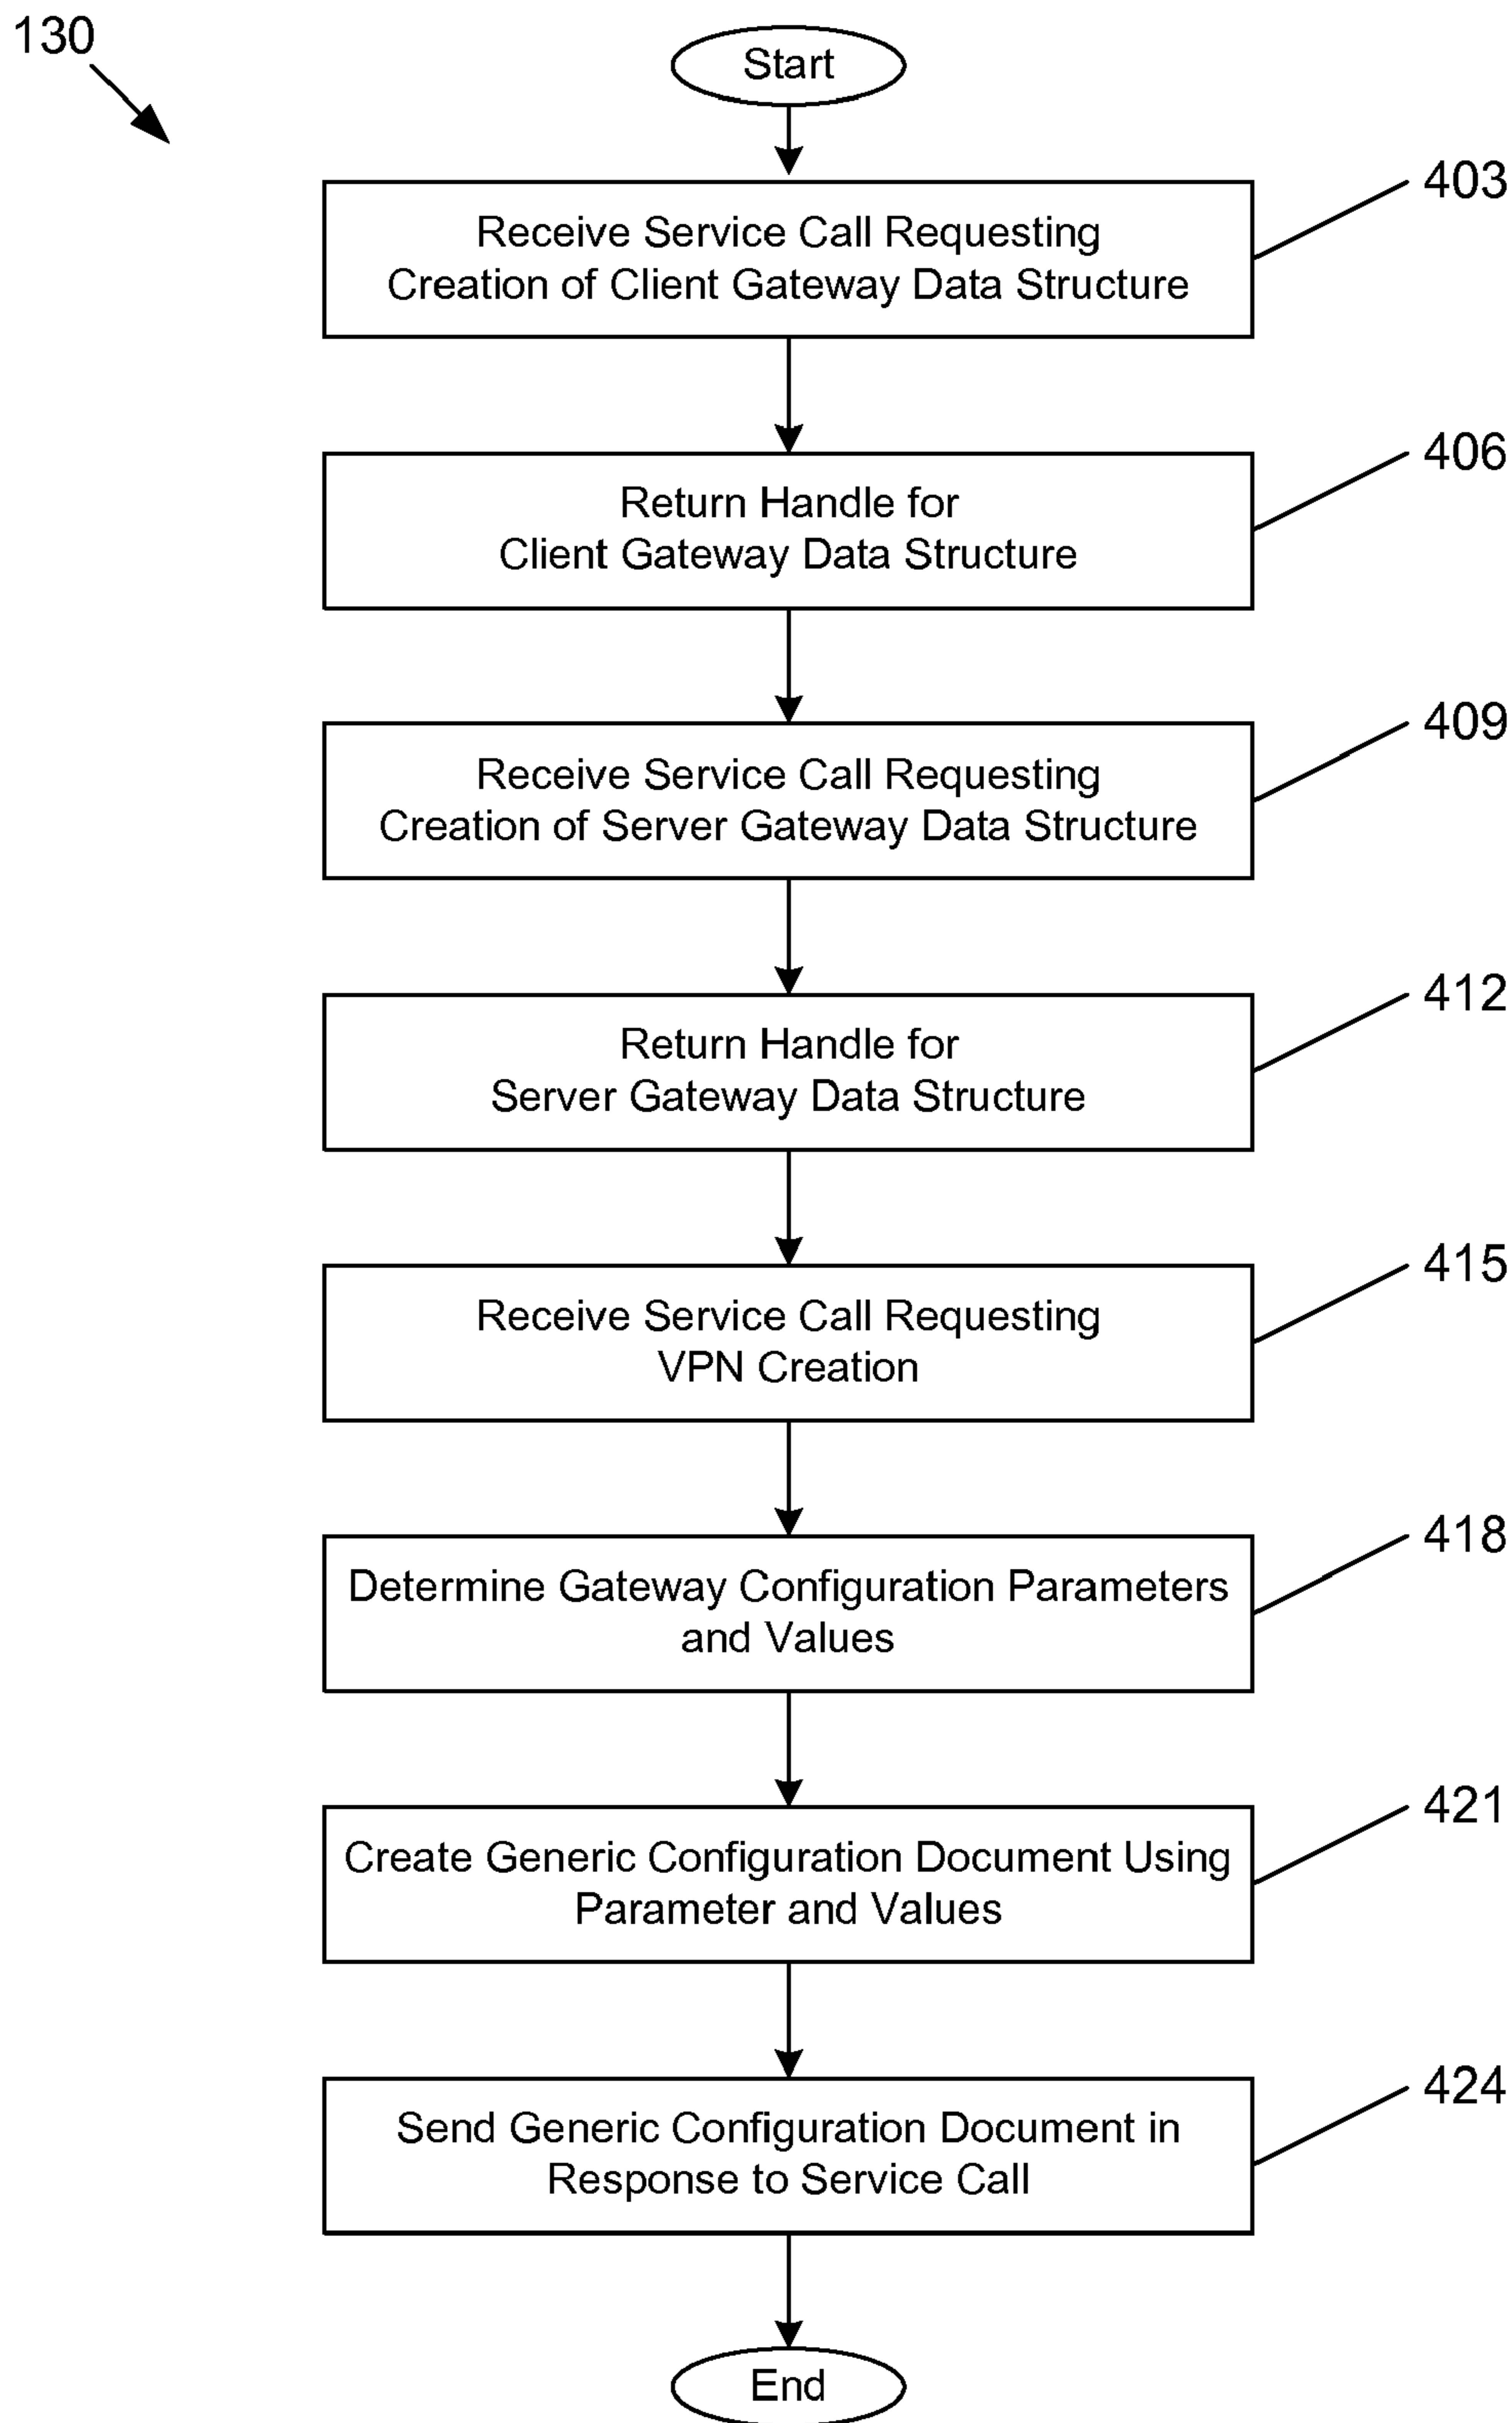 130
Start
403
Receive Service Call Requesting
Creation of Client Gateway Data Structure
406
Return Handle for
Client Gateway Data Structure
409
Receive Service Call Requesting
Creation of Server Gateway Data Structure
412
Return Handle for
Server Gateway Data Structure
415
Receive Service Call Requesting
VPN Creation
418
Determine Gateway Configuration Parameters
and Values
421
Create Generic Configuration Document Using
Parameter and Values
424
Send Generic Configuration Document in
Response to Service Call
End